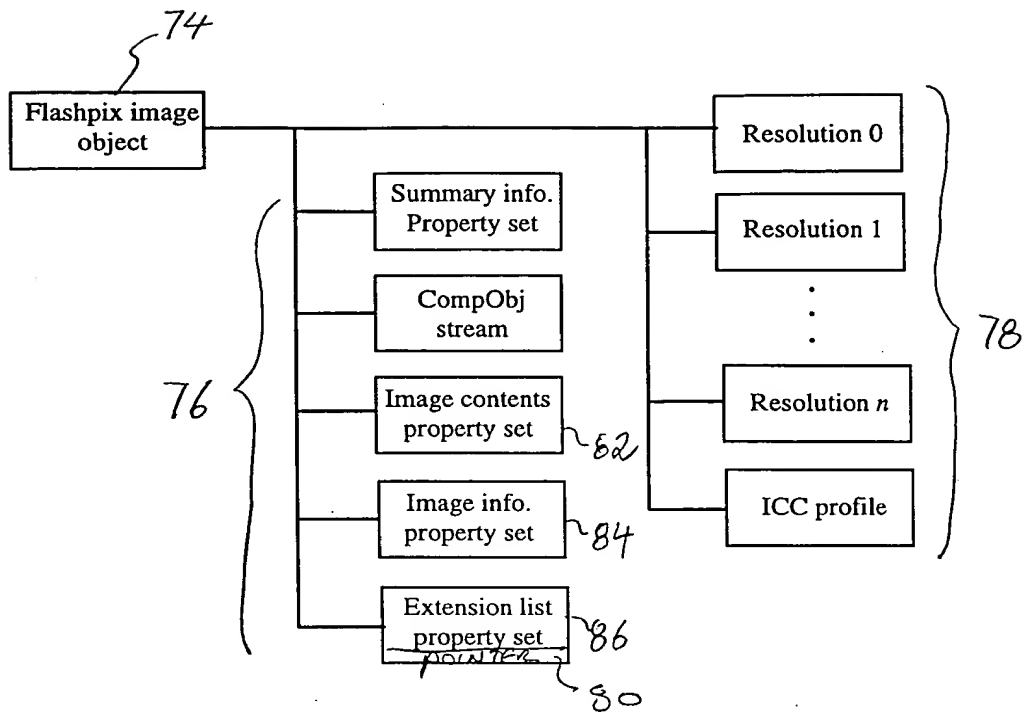 74
Flashpix image
object
Resolution 0
Summary info.
Property set
Resolution 1
CompObj
stream
78
76
Image contents
property set
82
Resolution n
Image info.
property set
84
ICC profile
Extension list
property set
86
POINTER
80